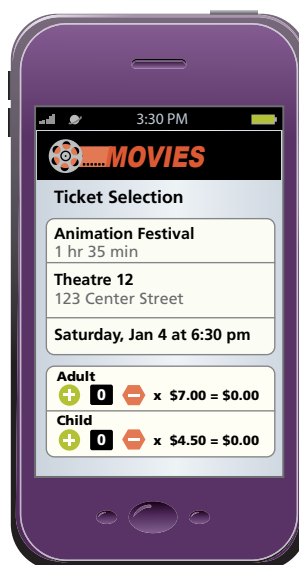 3:30 PM
MOVIES
Ticket Selection
Animation Festival
1 hr 35 min
Theatre 12
123 Center Street
Saturday, Jan 4 at 6:30 pm
Adult
+ 0 − x $7.00 = $0.00
Child
+ 0 − x $4.50 = $0.00